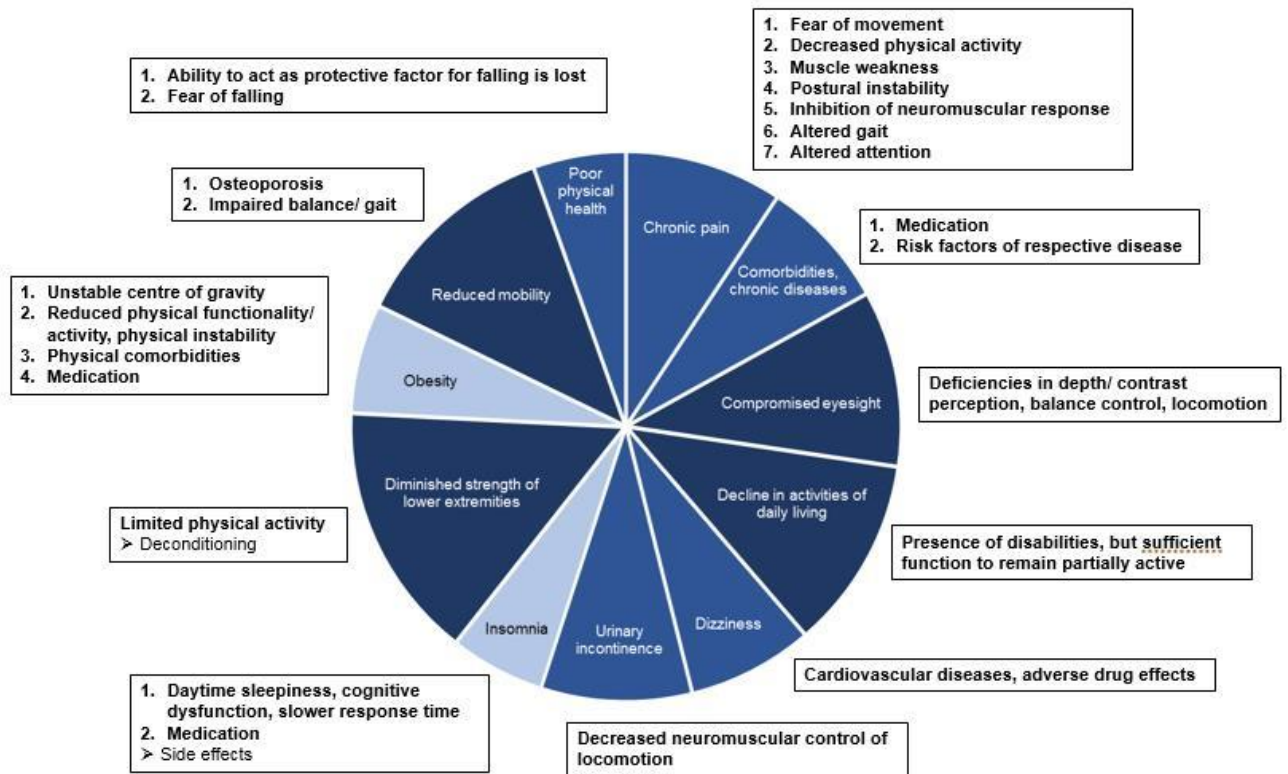 1. Fear of movement
2. Decreased physical activity
3. Muscle weakness
4. Postural instability
5. Inhibition of neuromuscular response
6. Altered gait
7. Altered attention
1. Ability to act as protective factor for falling is lost
2. Fear of falling
1. Osteoporosis
2. Impaired balance/ gait
Poor
physical
health
Chronic pain
1. Medication
2. Risk factors of respective disease
Comorbidities,
chronic diseases
Reduced mobility
1. Unstable centre of gravity
2. Reduced physical functionality/
activity, physical instability
3. Physical comorbidities
4. Medication
Obesity
Compromised eyesight
Deficiencies in depth/ contrast
perception, balance control, locomotion
Diminished strength of
lower extremities
Decline in activities of
daily living
Limited physical activity
➢ Deconditioning
Presence of disabilities, but sufficient
function to remain partially active
Insomnia
Urinary
incontinence
Dizziness
Cardiovascular diseases, adverse drug effects
1. Daytime sleepiness, cognitive
dysfunction, slower response time
2. Medication
➢ Side effects
Decreased neuromuscular control of
locomotion